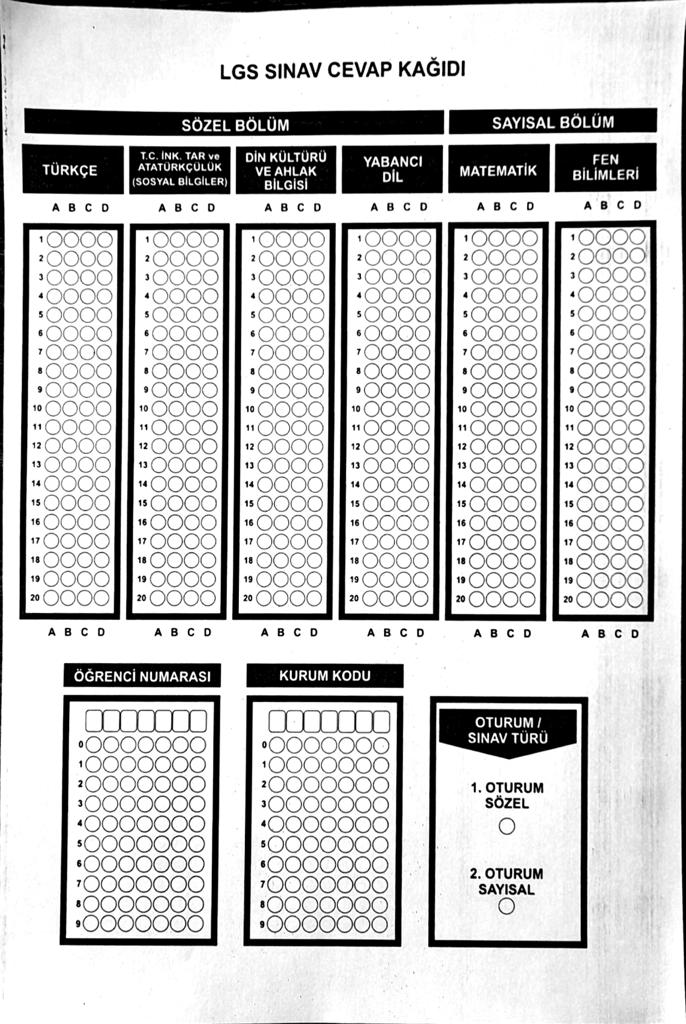 LGS SINAV CEVAP KAĞIDI
SÖZEL BÖLÜM
SAYISAL BÖLÜM
TÜRKÇE
T.C. İNK. TAR ve
ATATÜRKÇÜLÜK
(SOSYAL BİLGİLER)
DİN KÜLTÜRÜ
VE AHLAK
BİLGİSİ
YABANCI
DİL
MATEMATİK
FEN
BİLİMLERİ
A B C D A B C D A B C D A B C D A B C D A B C D
1 1 1 1 1 1
2 2 2 2 2 2
3 3 3 3 3 3
4 4 4 4 4 4
5 5 5 5 5 5
6 6 6 6 6 6
7 7 7 7 7 7
8 8 8 8 8 8
9 9 9 9 9 9
10 10 10 10 10 10
11 11 11 11 11 11
12 12 12 12 12 12
13 13 13 13 13 13
14 14 14 14 14 14
15 15 15 15 15 15
16 16 16 16 16 16
17 17 17 17 17 17
18 18 18 18 18 18
19 19 19 19 19 19
20 20 20 20 20 20
A B C D A B C D A B C D A B C D A B C D A B C D
ÖĞRENCİ NUMARASI
0
1
2
3
4
5
6
7
8
9
KURUM KODU
0
1
2
3
4
5
6
7
8
9
OTURUM /
SINAV TÜRÜ
1. OTURUM
SÖZEL
2. OTURUM
SAYISAL